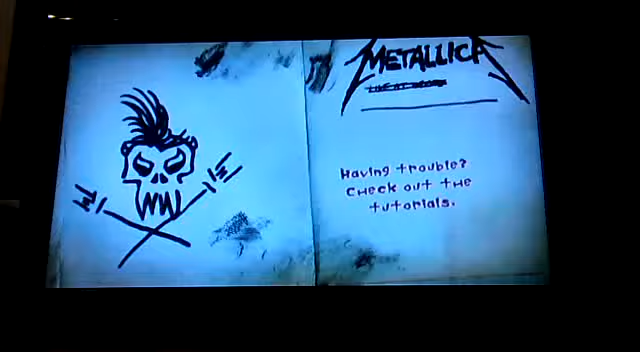 METALLICA
Having trouble?
Check out the
tutorials.